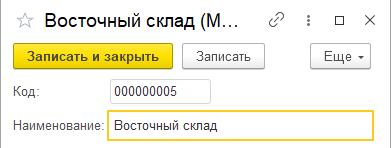 Восточный склад (М...
Записать и закрыть
Записать
Еще
Код:
000000005
Наименование:
Восточный склад